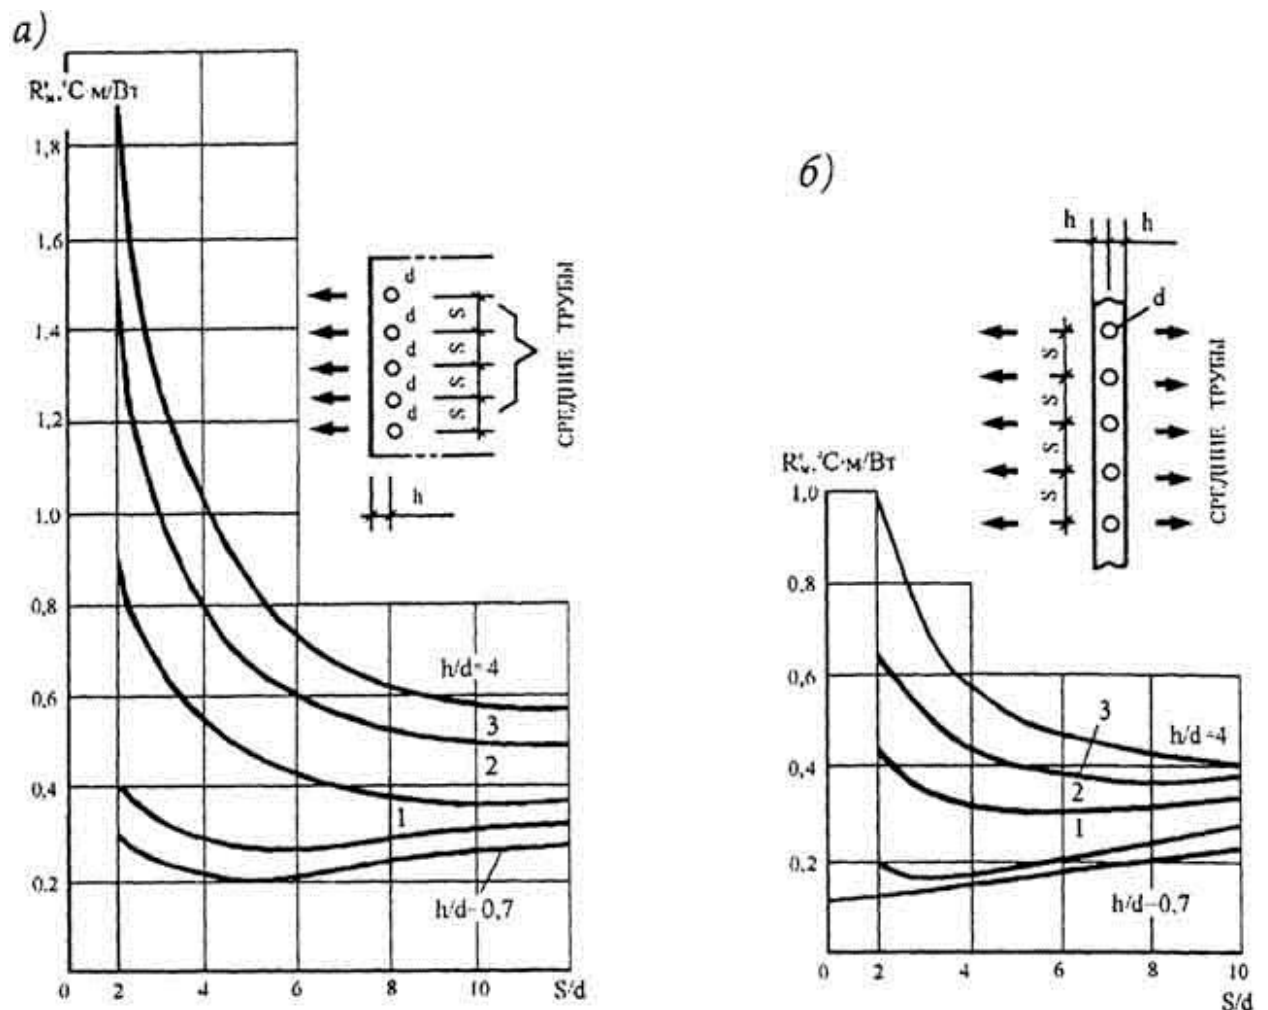 а)
R'м, °С·м/Вт
1,8
1,6
1,4
1,2
1,0
0,8
0,6
0,4
0,2
0 2 4 6 8 10 S/d
d
d
d
d
d
S
S
S
S
h
СРЕДНИЕ ТРУБЫ
h/d=4
3
2
1
h/d=0,7
б)
h h
d
S
S
S
S
СРЕДНИЕ ТРУБЫ
R'м, °С·м/Вт
1,0
0,8
0,6
0,4
0,2
0 2 4 6 8 10
S/d
3
h/d=4
2
1
h/d=0,7